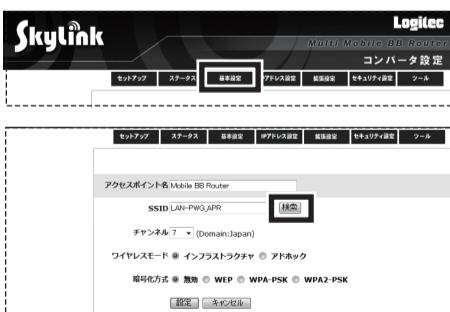 Skylink
Logitec
Multi Mobile BB Router
コンバータ設定
セットアップ ステータス 基本設定 IPアドレス設定 拡張設定 セキュリティ設定 ツール
セットアップ ステータス 基本設定 IPアドレス設定 拡張設定 セキュリティ設定 ツール
アクセスポイント名 Mobile BB Router
SSID LAN-PWG_APR 検索
チャンネル 7 (Domain:Japan)
ワイヤレスモード インフラストラクチャ アドホック
暗号化方式 無効 WEP WPA-PSK WPA2-PSK
設定 キャンセル